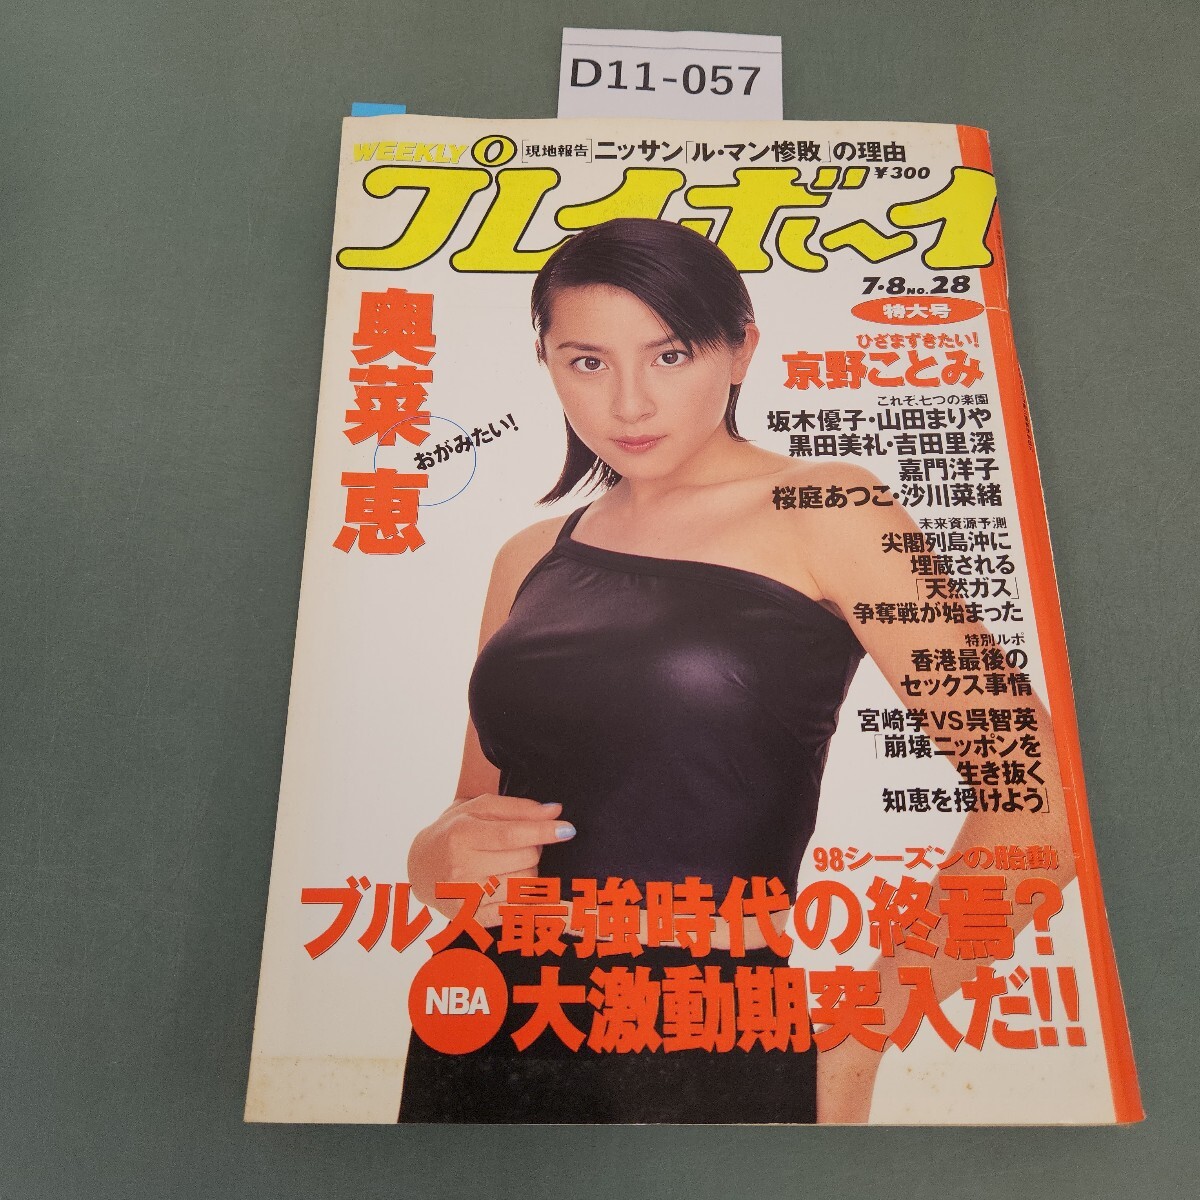 D11-057
WEEKLY
[現地報告]ニッサン「ル・マン惨敗」の理由
¥300
プレイボーイ
7・8 NO.28
特大号
奥菜恵
おがみたい!
ひざまずきたい!
京野ことみ
これぞ、七つの楽園
坂木優子・山田まりや
黒田美礼・吉田里深
嘉門洋子
桜庭あつこ・沙川菜緒
未来資源予測
尖閣列島沖に
埋蔵される
「天然ガス」
争奪戦が始まった
特別ルポ
香港最後の
セックス事情
宮崎学VS呉智英
「崩壊ニッポンを
生き抜く
知恵を授けよう」
98シーズンの胎動
ブルズ最強時代の終焉?
NBA大激動期突入だ!!